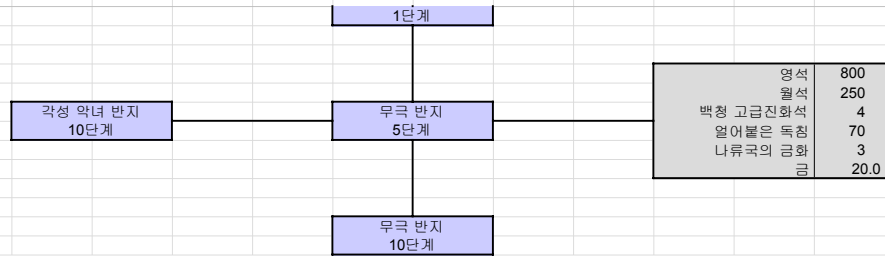 1단계
각성 악녀 반지
10단계
무극 반지
5단계
영석 800
월석 250
백청 고급진화석 4
얼어붙은 독침 70
나류국의 금화 3
금 20.0
무극 반지
10단계